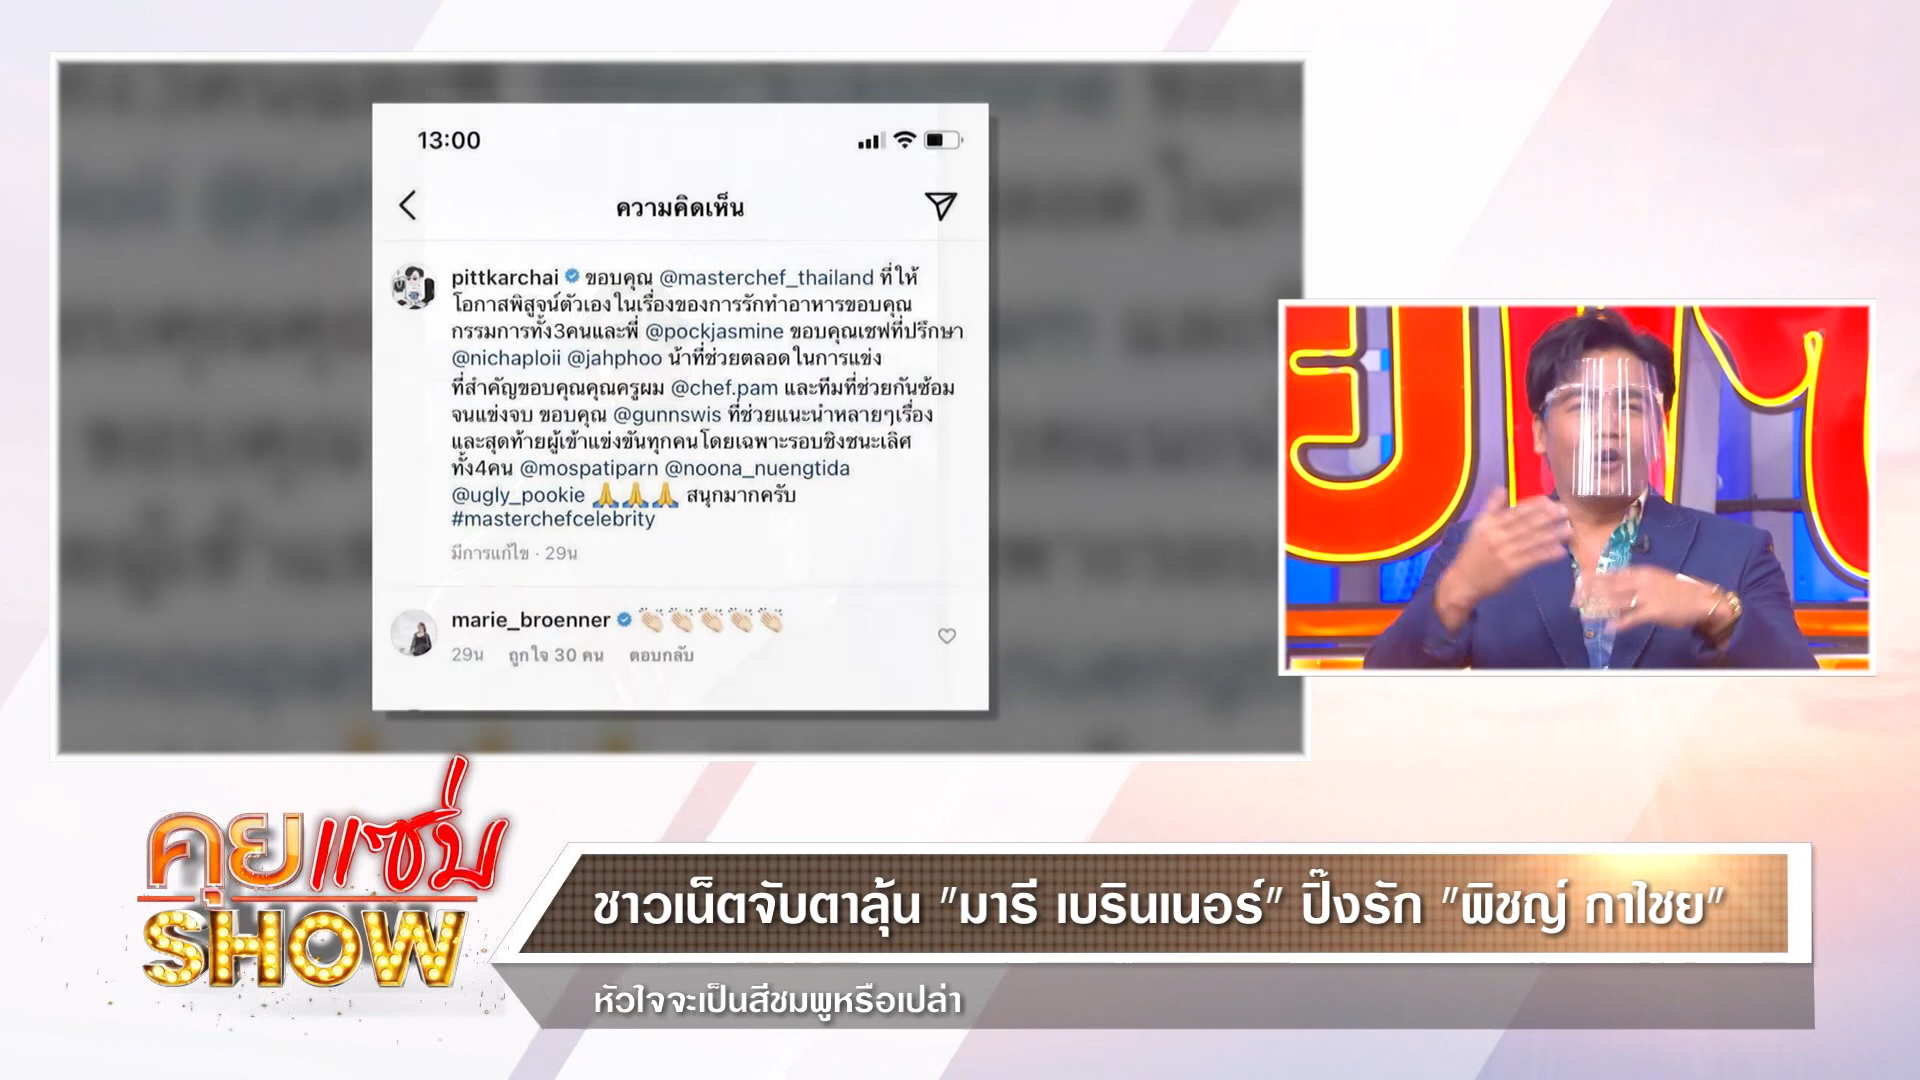 13:00
ความคิดเห็น
pittkarchai ขอบคุณ @masterchef_thailand ที่ให้
โอกาสพิสูจน์ตัวเองในเรื่องของการรักทำอาหารขอบคุณ
กรรมการทั้ง3คนและพี่ @pockjasmine ขอบคุณเชฟที่ปรึกษา
@nichaploii @jahphoo น้าที่ช่วยตลอดในการแข่ง
ที่สำคัญขอบคุณคุณครูผม @chef.pam และทีมที่ช่วยกันซ้อม
จนแข่งจบ ขอบคุณ @gunnswis ที่ช่วยแนะนำหลายๆเรื่อง
และสุดท้ายผู้เข้าแข่งขันทุกคนโดยเฉพาะรอบชิงชนะเลิศ
ทั้ง4คน @mospatiparn @noona_nuengtida
@ugly_pookie 🙏🙏🙏 สนุกมากครับ
#masterchefcelebrity
มีการแก้ไข · 29น
marie_broenner 👏🏻👏🏻👏🏻👏🏻👏🏻
29น ถูกใจ 30 คน ตอบกลับ
คุยแซ่บ
SHOW
ชาวเน็ตจับตาลุ้น "มารี เบรินเนอร์" ปิ๊งรัก "พิชญ์ กาไชย"
หัวใจจะเป็นสีชมพูหรือเปล่า